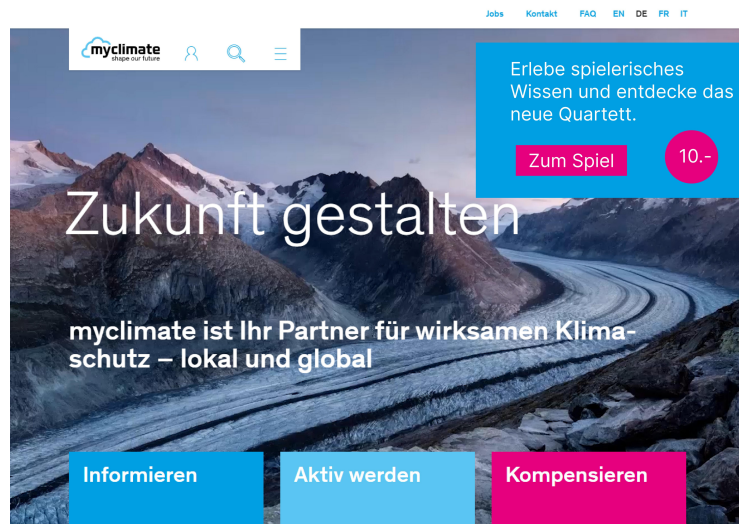 Jobs Kontakt FAQ EN DE FR IT
myclimate
shape our future
Erlebe spielerisches
Wissen und entdecke das
neue Quartett.
Zum Spiel
10.-
Zukunft gestalten
myclimate ist Ihr Partner für wirksamen Klima-
schutz – lokal und global
Informieren
Aktiv werden
Kompensieren